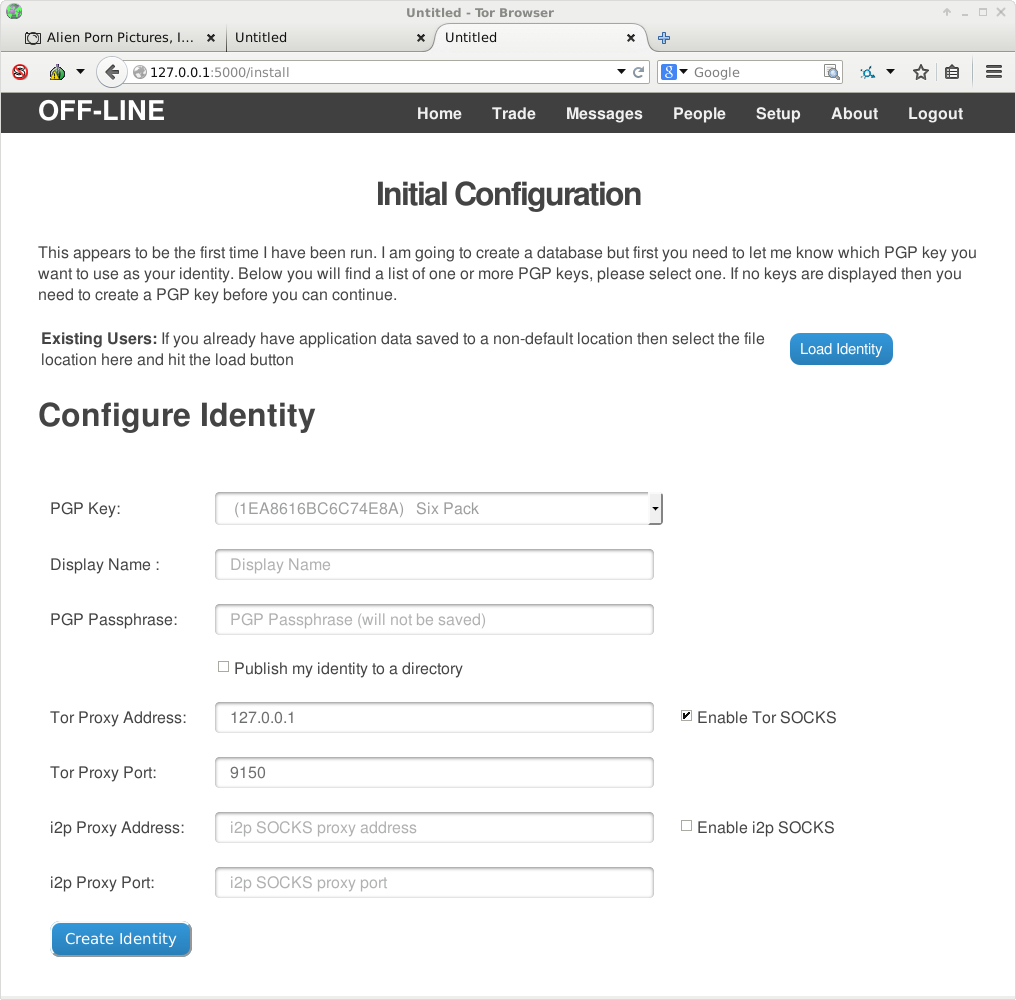 Untitled - Tor Browser
Alien Porn Pictures, I... Untitled Untitled
127.0.0.1:5000/install 8 Google
OFF-LINE Home Trade Messages People Setup About Logout
Initial Configuration
This appears to be the first time I have been run. I am going to create a database but first you need to let me know which PGP key you
want to use as your identity. Below you will find a list of one or more PGP keys, please select one. If no keys are displayed then you
need to create a PGP key before you can continue.
Existing Users: If you already have application data saved to a non-default location then select the file
location here and hit the load button
Load Identity
Configure Identity
PGP Key: (1EA8616BC6C74E8A) Six Pack
Display Name : Display Name
PGP Passphrase: PGP Passphrase (will not be saved)
Publish my identity to a directory
Tor Proxy Address: 127.0.0.1 Enable Tor SOCKS
Tor Proxy Port: 9150
i2p Proxy Address: i2p SOCKS proxy address Enable i2p SOCKS
i2p Proxy Port: i2p SOCKS proxy port
Create Identity